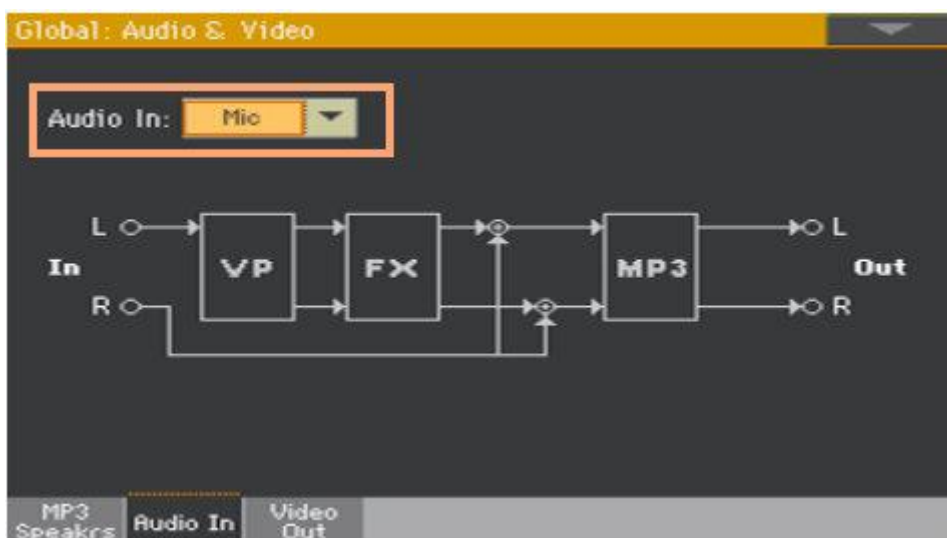 Global: Audio & Video
Audio In: Mic
L L
In VP FX MP3 Out
R R
MP3 Speakrs Audio In Video Out